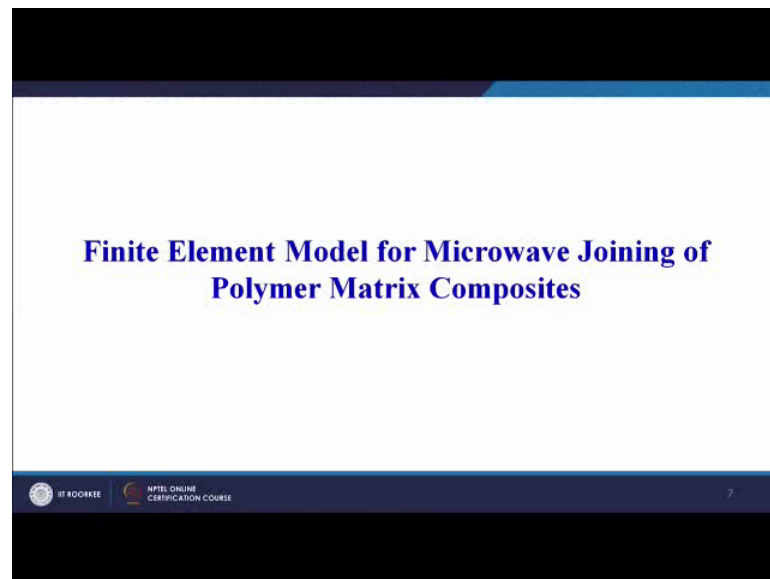 Finite Element Model for Microwave Joining of
Polymer Matrix Composites
IIT ROORKEE
NPTEL ONLINE
CERTIFICATION COURSE
7